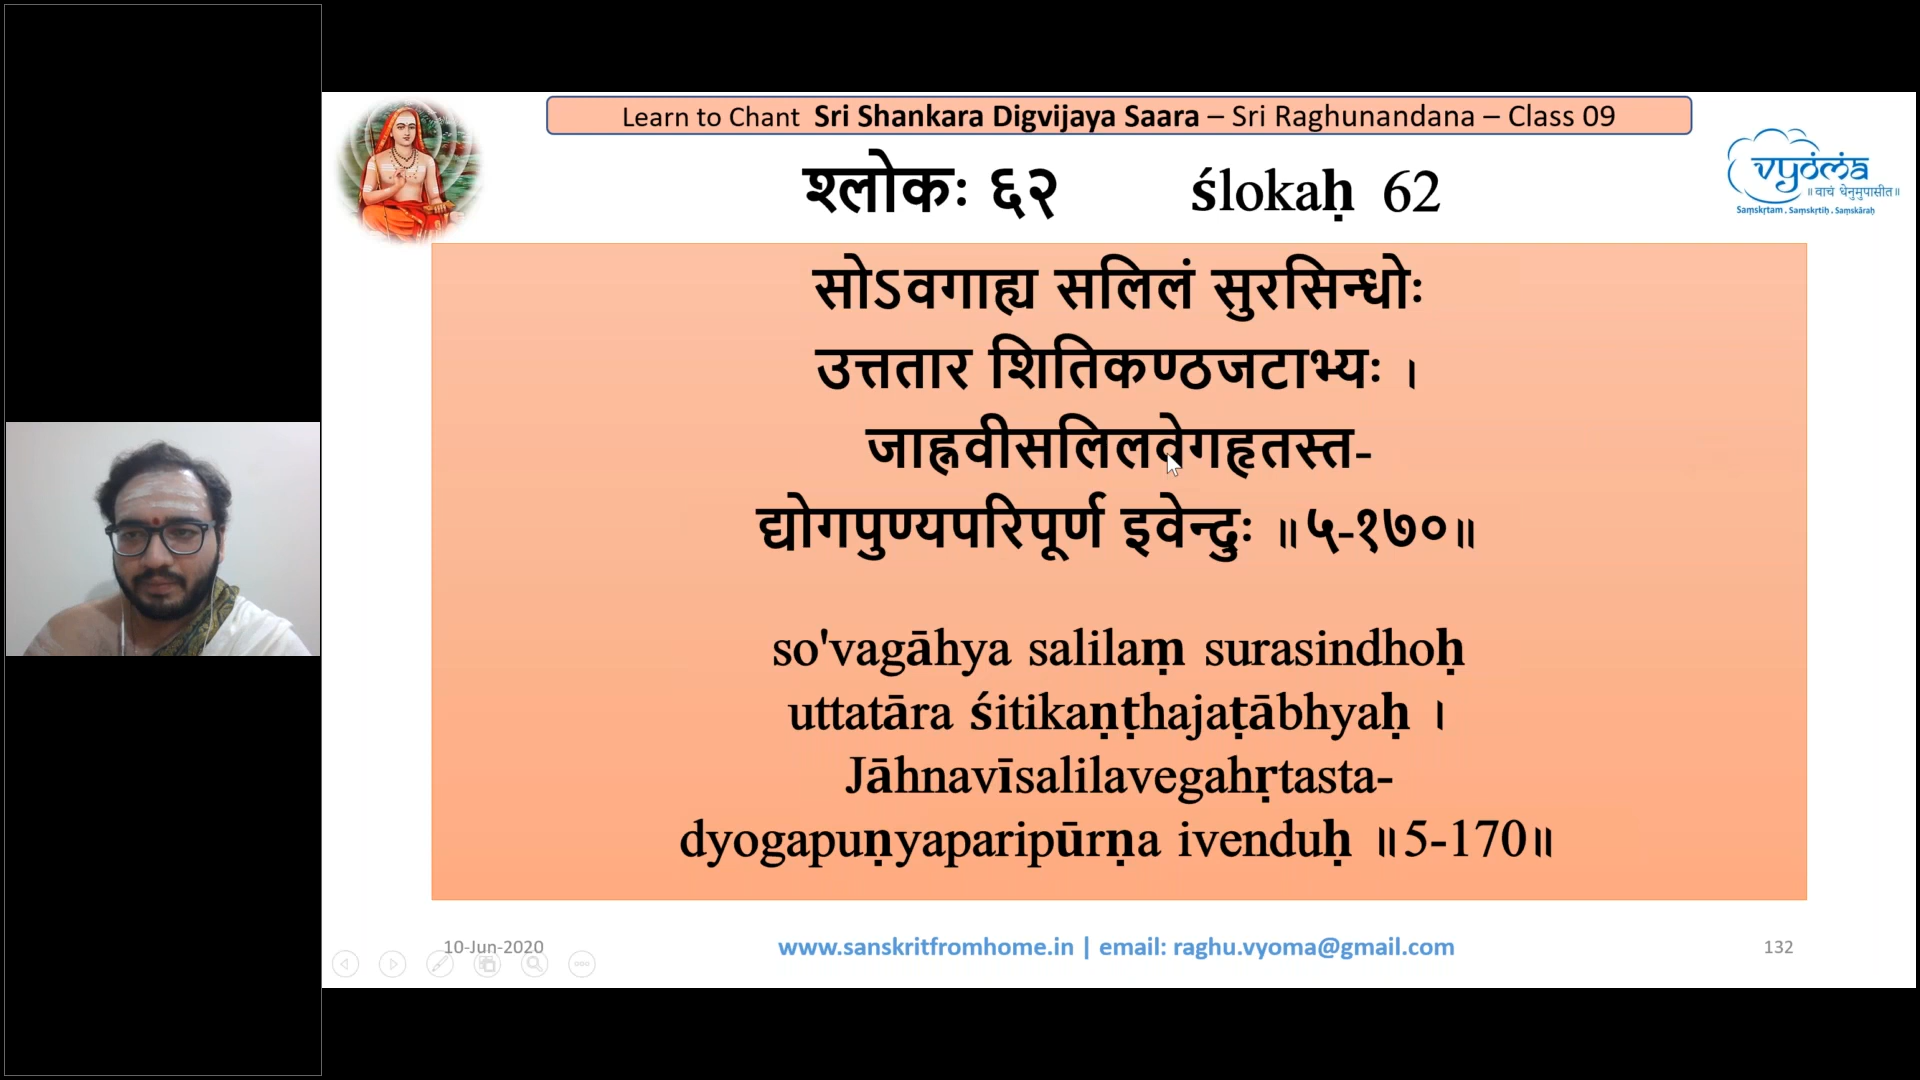 Learn to Chant Sri Shankara Digvijaya Saara – Sri Raghunandana – Class 09
vyoma
॥ वाचं धेनुमुपासीत॥
Saṃskṛtam . Saṃskṛtiḥ . Saṃskāraḥ
श्लोकः ६२ ślokaḥ 62
सोऽवगाह्य सलिलं सुरसिन्धोः
उत्ततार शितिकण्ठजटाभ्यः ।
जाह्नवीसलिलवेगहृतस्त-
द्योगपुण्यपरिपूर्ण इवेन्दुः ॥५-१७०॥
so'vagāhya salilaṃ surasindhoḥ
uttatāra śitikaṇṭhajaṭābhyaḥ ।
Jāhnavīsalilavegahṛtasta-
dyogapuṇyaparipūrṇa ivenduḥ ॥5-170॥
10-Jun-2020 www.sanskritfromhome.in | email: raghu.vyoma@gmail.com 132